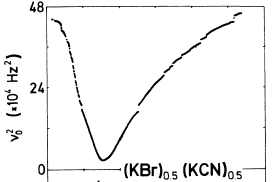 48
24
0
ν₀² (×10⁴ Hz²)
(KBr)₀.₅ (KCN)₀.₅